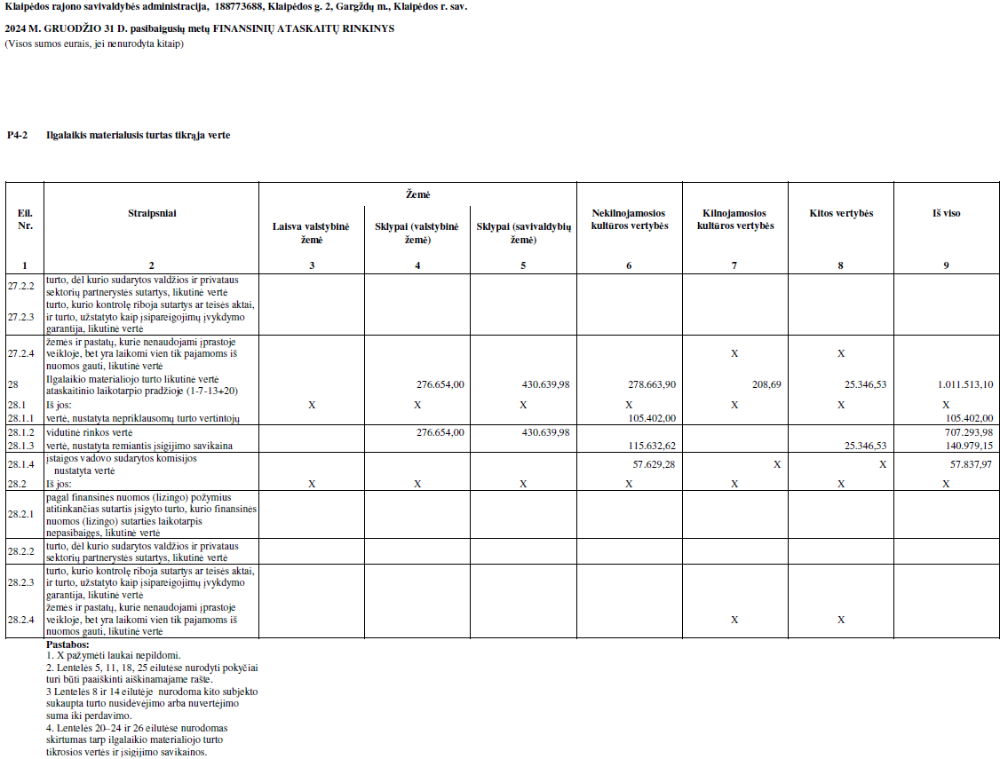 Klaipėdos rajono savivaldybės administracija, 188773688, Klaipėdos g. 2, Gargždų m., Klaipėdos r. sav.
2024 M. GRUODŽIO 31 D. pasibaigusių metų FINANSINIŲ ATASKAITŲ RINKINYS
(Visos sumos eurais, jei nenurodyta kitaip)
P4-2 Ilgalaikis materialusis turtas tikrąja verte
Žemė
Eil. Nr. Straipsniai Laisva valstybinė žemė Sklypai (valstybinė žemė) Sklypai (savivaldybių žemė) Nekilnojamosios kultūros vertybės Kilnojamosios kultūros vertybės Kitos vertybės Iš viso
1 2 3 4 5 6 7 8 9
27.2.2 turto, dėl kurio sudarytos valdžios ir privataus
sektorių partnerystės sutartys, likutinė vertė
27.2.3 turto, kurio kontrolę riboja sutartys ar teisės aktai,
ir turto, užstatyto kaip įsipareigojimų įvykdymo
garantija, likutinė vertė
27.2.4 žemės ir pastatų, kurie nenaudojami įprastoje
veikloje, bet yra laikomi vien tik pajamoms iš X X
nuomos gauti, likutinė vertė
28 Ilgalaikio materialiojo turto likutinė vertė
ataskaitinio laikotarpio pradžioje (1-7-13+20) 276.654,00 430.639,98 278.663,90 208,69 25.346,53 1.011.513,10
28.1 Iš jos: X X X X X X X
28.1.1 vertė, nustatyta nepriklausomų turto vertintojų 105.402,00 105.402,00
28.1.2 vidutinė rinkos vertė 276.654,00 430.639,98 707.293,98
28.1.3 vertė, nustatyta remiantis įsigijimo savikaina 115.632,62 25.346,53 140.979,15
28.1.4 įstaigos vadovo sudarytos komisijos
nustatyta vertė 57.629,28 X X 57.837,97
28.2 Iš jos: X X X X X X X
28.2.1 pagal finansinės nuomos (lizingo) požymius
atitinkančias sutartis įsigyto turto, kurio finansinės
nuomos (lizingo) sutarties laikotarpis
nepasibaigęs, likutinė vertė
28.2.2 turto, dėl kurio sudarytos valdžios ir privataus
sektorių partnerystės sutartys, likutinė vertė
28.2.3 turto, kurio kontrolę riboja sutartys ar teisės aktai,
ir turto, užstatyto kaip įsipareigojimų įvykdymo
garantija, likutinė vertė
28.2.4 žemės ir pastatų, kurie nenaudojami įprastoje
veikloje, bet yra laikomi vien tik pajamoms iš X X
nuomos gauti, likutinė vertė
Pastabos:
1. X pažymėti laukai nepildomi.
2. Lentelės 5, 11, 18, 25 eilutėse nurodyti pokyčiai
turi būti paaiškinti aiškinamajame rašte.
3 Lentelės 8 ir 14 eilutėje nurodoma kito subjekto
sukaupta turto nusidėvėjimo arba nuvertėjimo
suma iki perdavimo.
4. Lentelės 20–24 ir 26 eilutėse nurodomas
skirtumas tarp ilgalaikio materialiojo turto
tikrosios vertės ir įsigijimo savikainos.